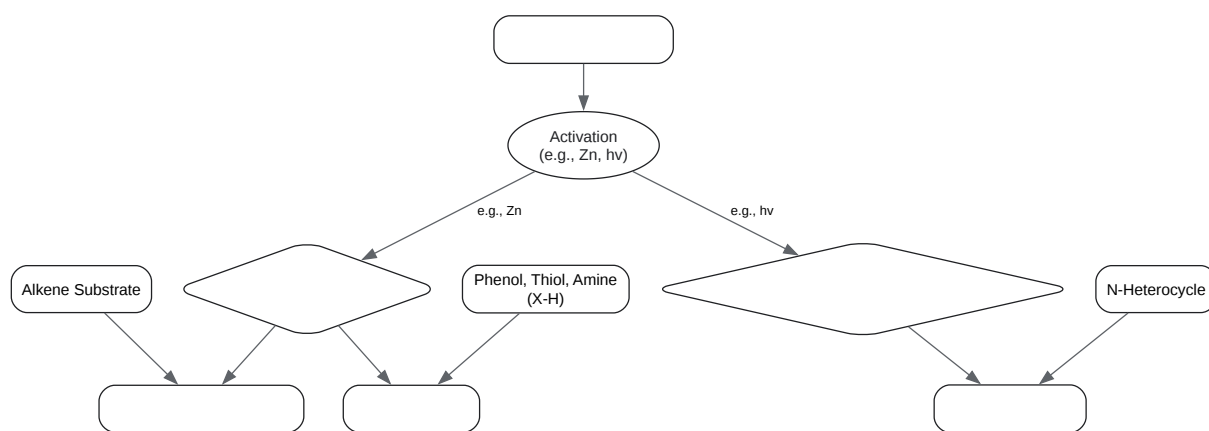 Activation
(e.g., Zn, hv)
e.g., Zn
e.g., hv
Alkene Substrate
Phenol, Thiol, Amine
(X-H)
N-Heterocycle